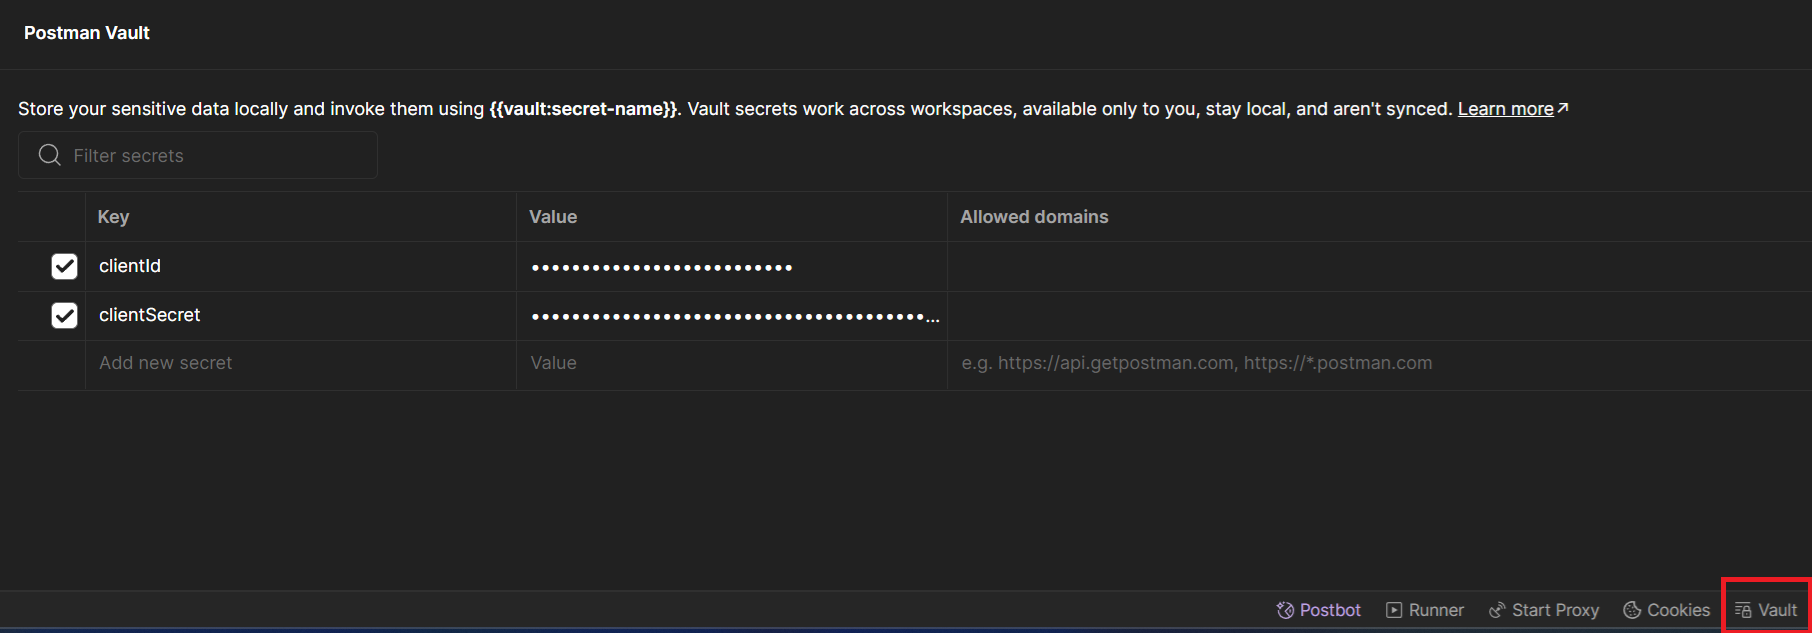 Postman Vault
Store your sensitive data locally and invoke them using {{vault:secret-name}}. Vault secrets work across workspaces, available only to you, stay local, and aren't synced. Learn more↗
Filter secrets
Key Value Allowed domains
clientId ••••••••••••••••••••••••••
clientSecret •••••••••••••••••••••••••••••••••••••••...
Add new secret Value e.g. https://api.getpostman.com, https://*.postman.com
Postbot Runner Start Proxy Cookies Vault